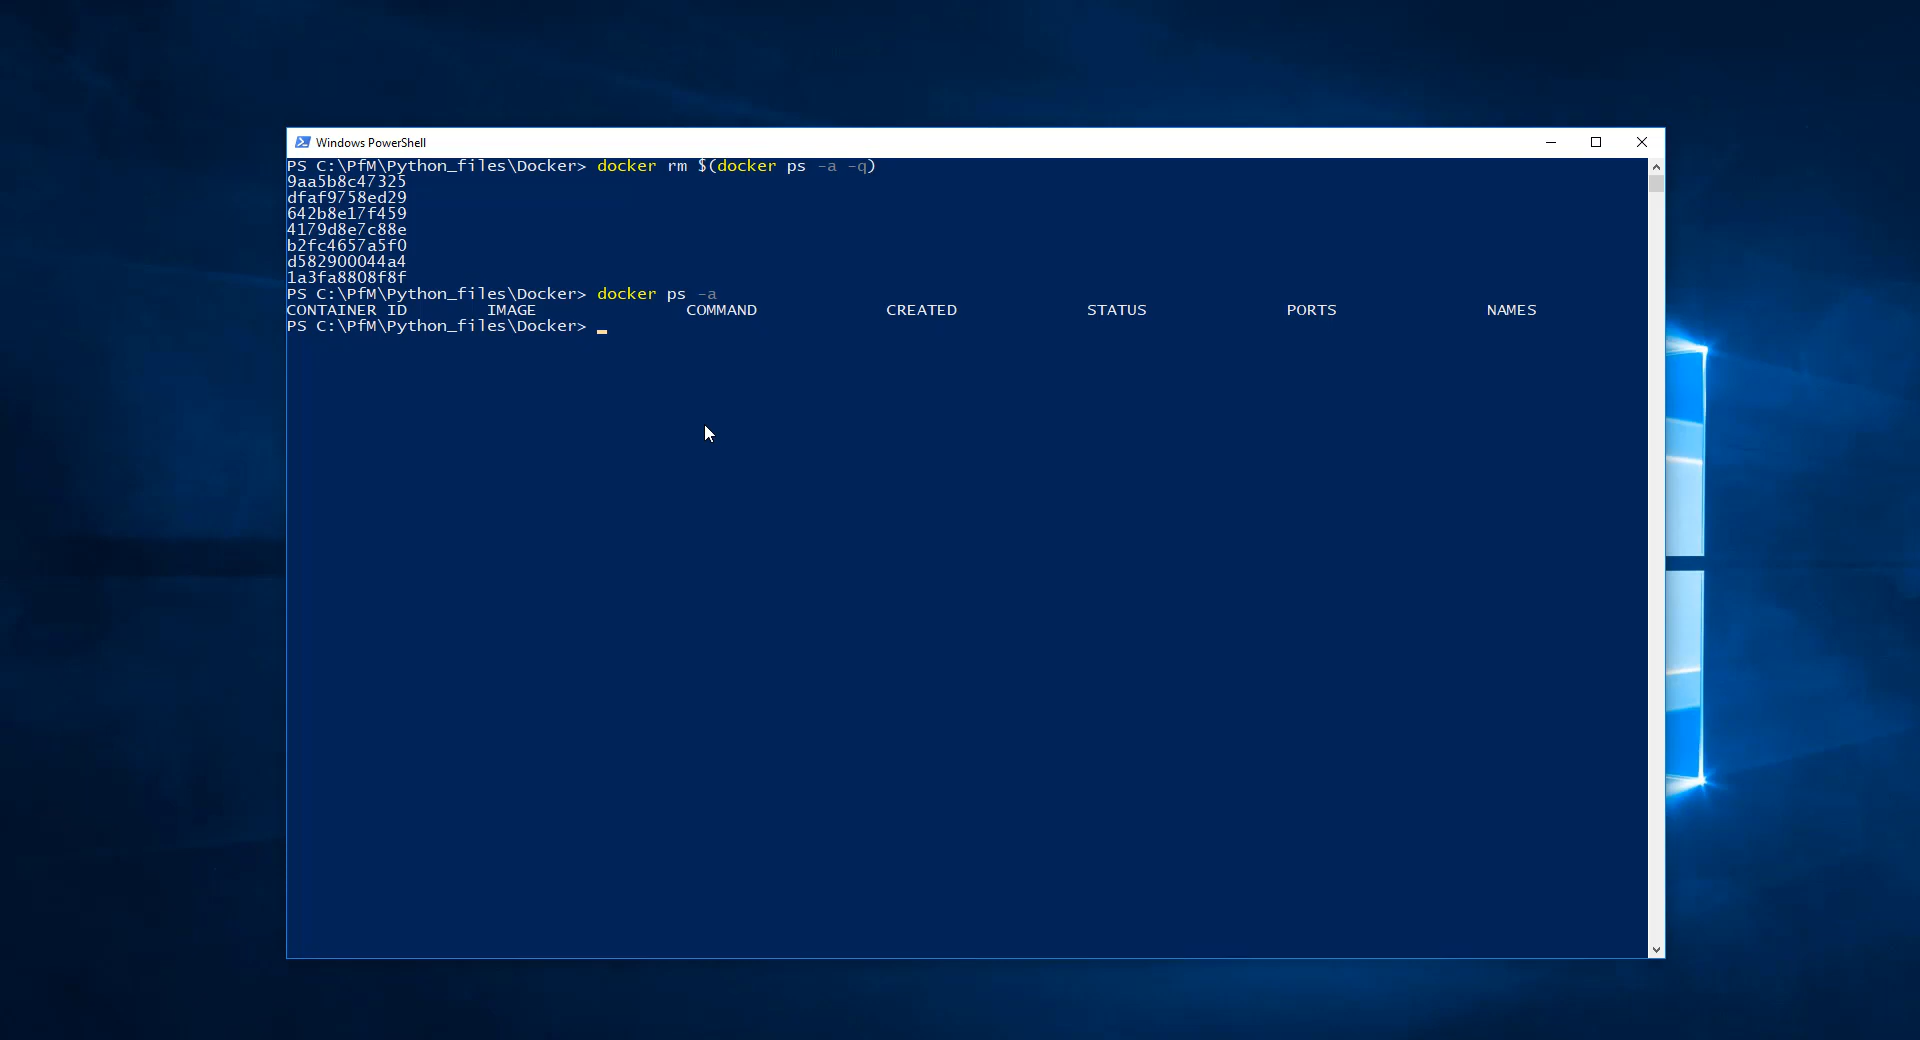 Windows PowerShell
PS C:\PfM\Python_files\Docker> docker rm $(docker ps -a -q)
9aa5b8c47325
dfaf9758ed29
642b8e17f459
4179d8e7c88e
b2fc4657a5f0
d582900044a4
1a3fa8808f8f
PS C:\PfM\Python_files\Docker> docker ps -a
CONTAINER ID IMAGE COMMAND CREATED STATUS PORTS NAMES
PS C:\PfM\Python_files\Docker>